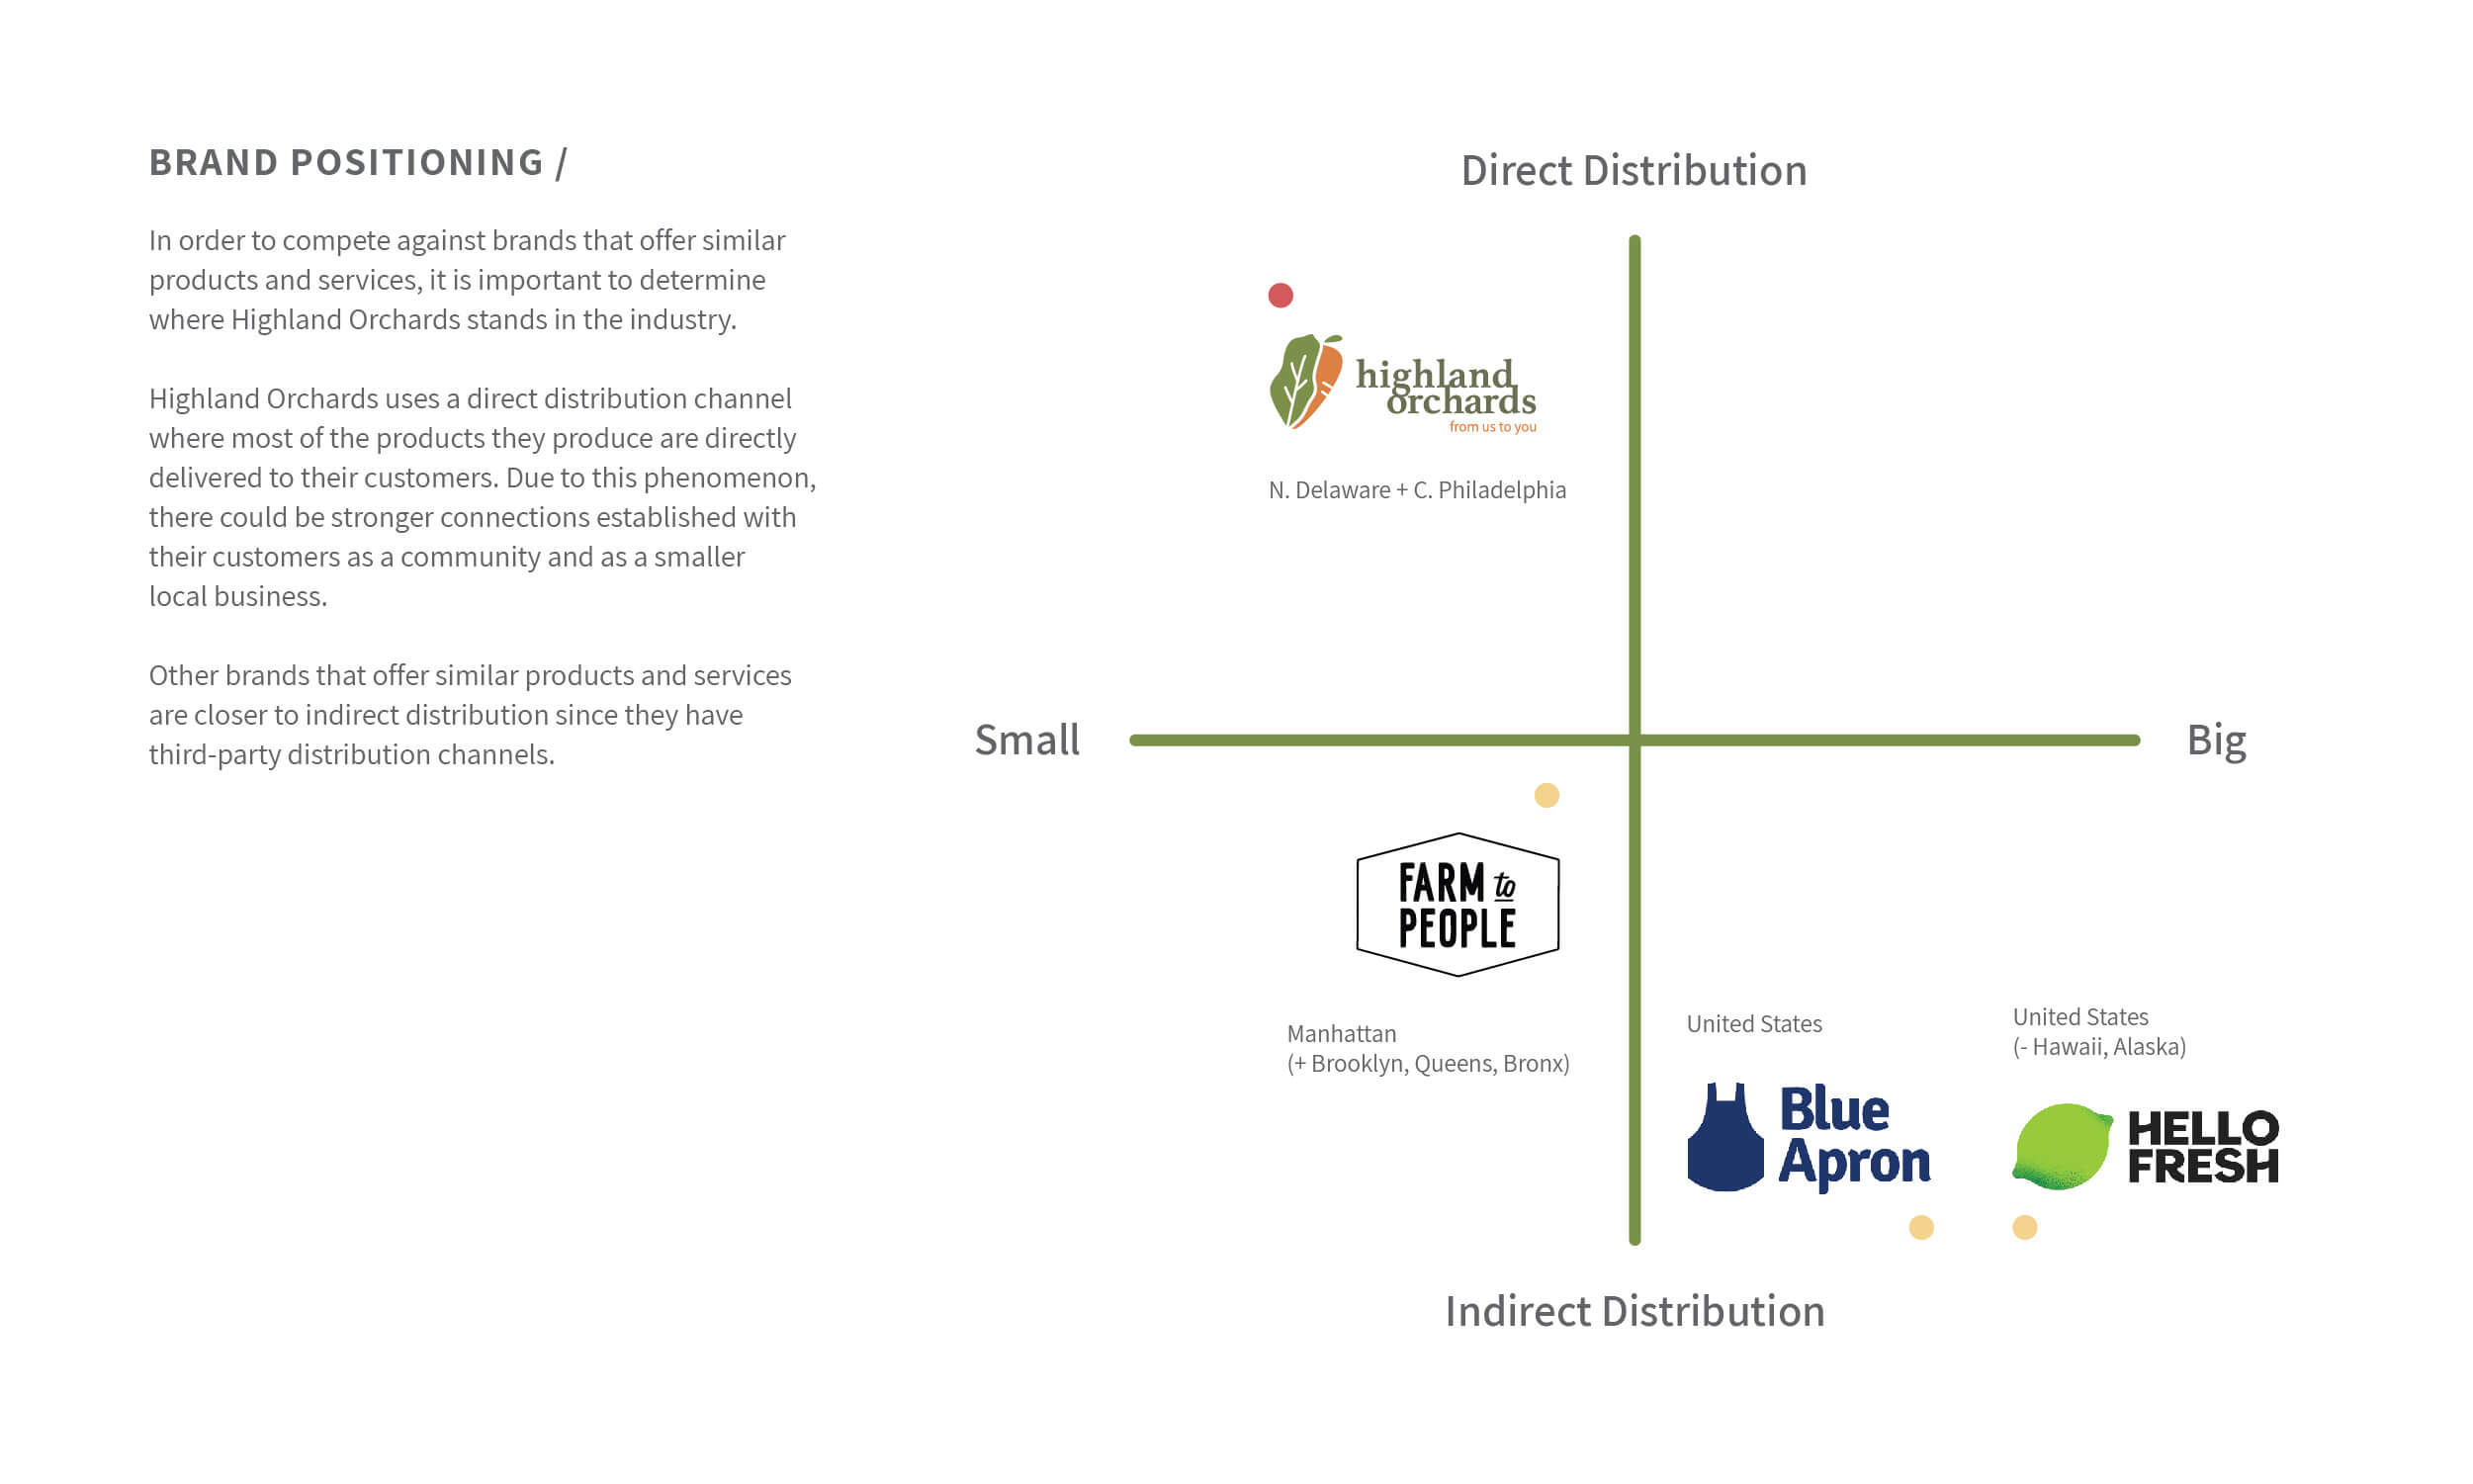 BRAND POSITIONING /
In order to compete against brands that offer similar
products and services, it is important to determine
where Highland Orchards stands in the industry.
Highland Orchards uses a direct distribution channel
where most of the products they produce are directly
delivered to their customers. Due to this phenomenon,
there could be stronger connections established with
their customers as a community and as a smaller
local business.
Other brands that offer similar products and services
are closer to indirect distribution since they have
third-party distribution channels.
Direct Distribution
highland
orchards
from us to you
N. Delaware + C. Philadelphia
Small
Big
FARM to
PEOPLE
Manhattan
(+ Brooklyn, Queens, Bronx)
United States
Blue
Apron
United States
(- Hawaii, Alaska)
HELLO
FRESH
Indirect Distribution